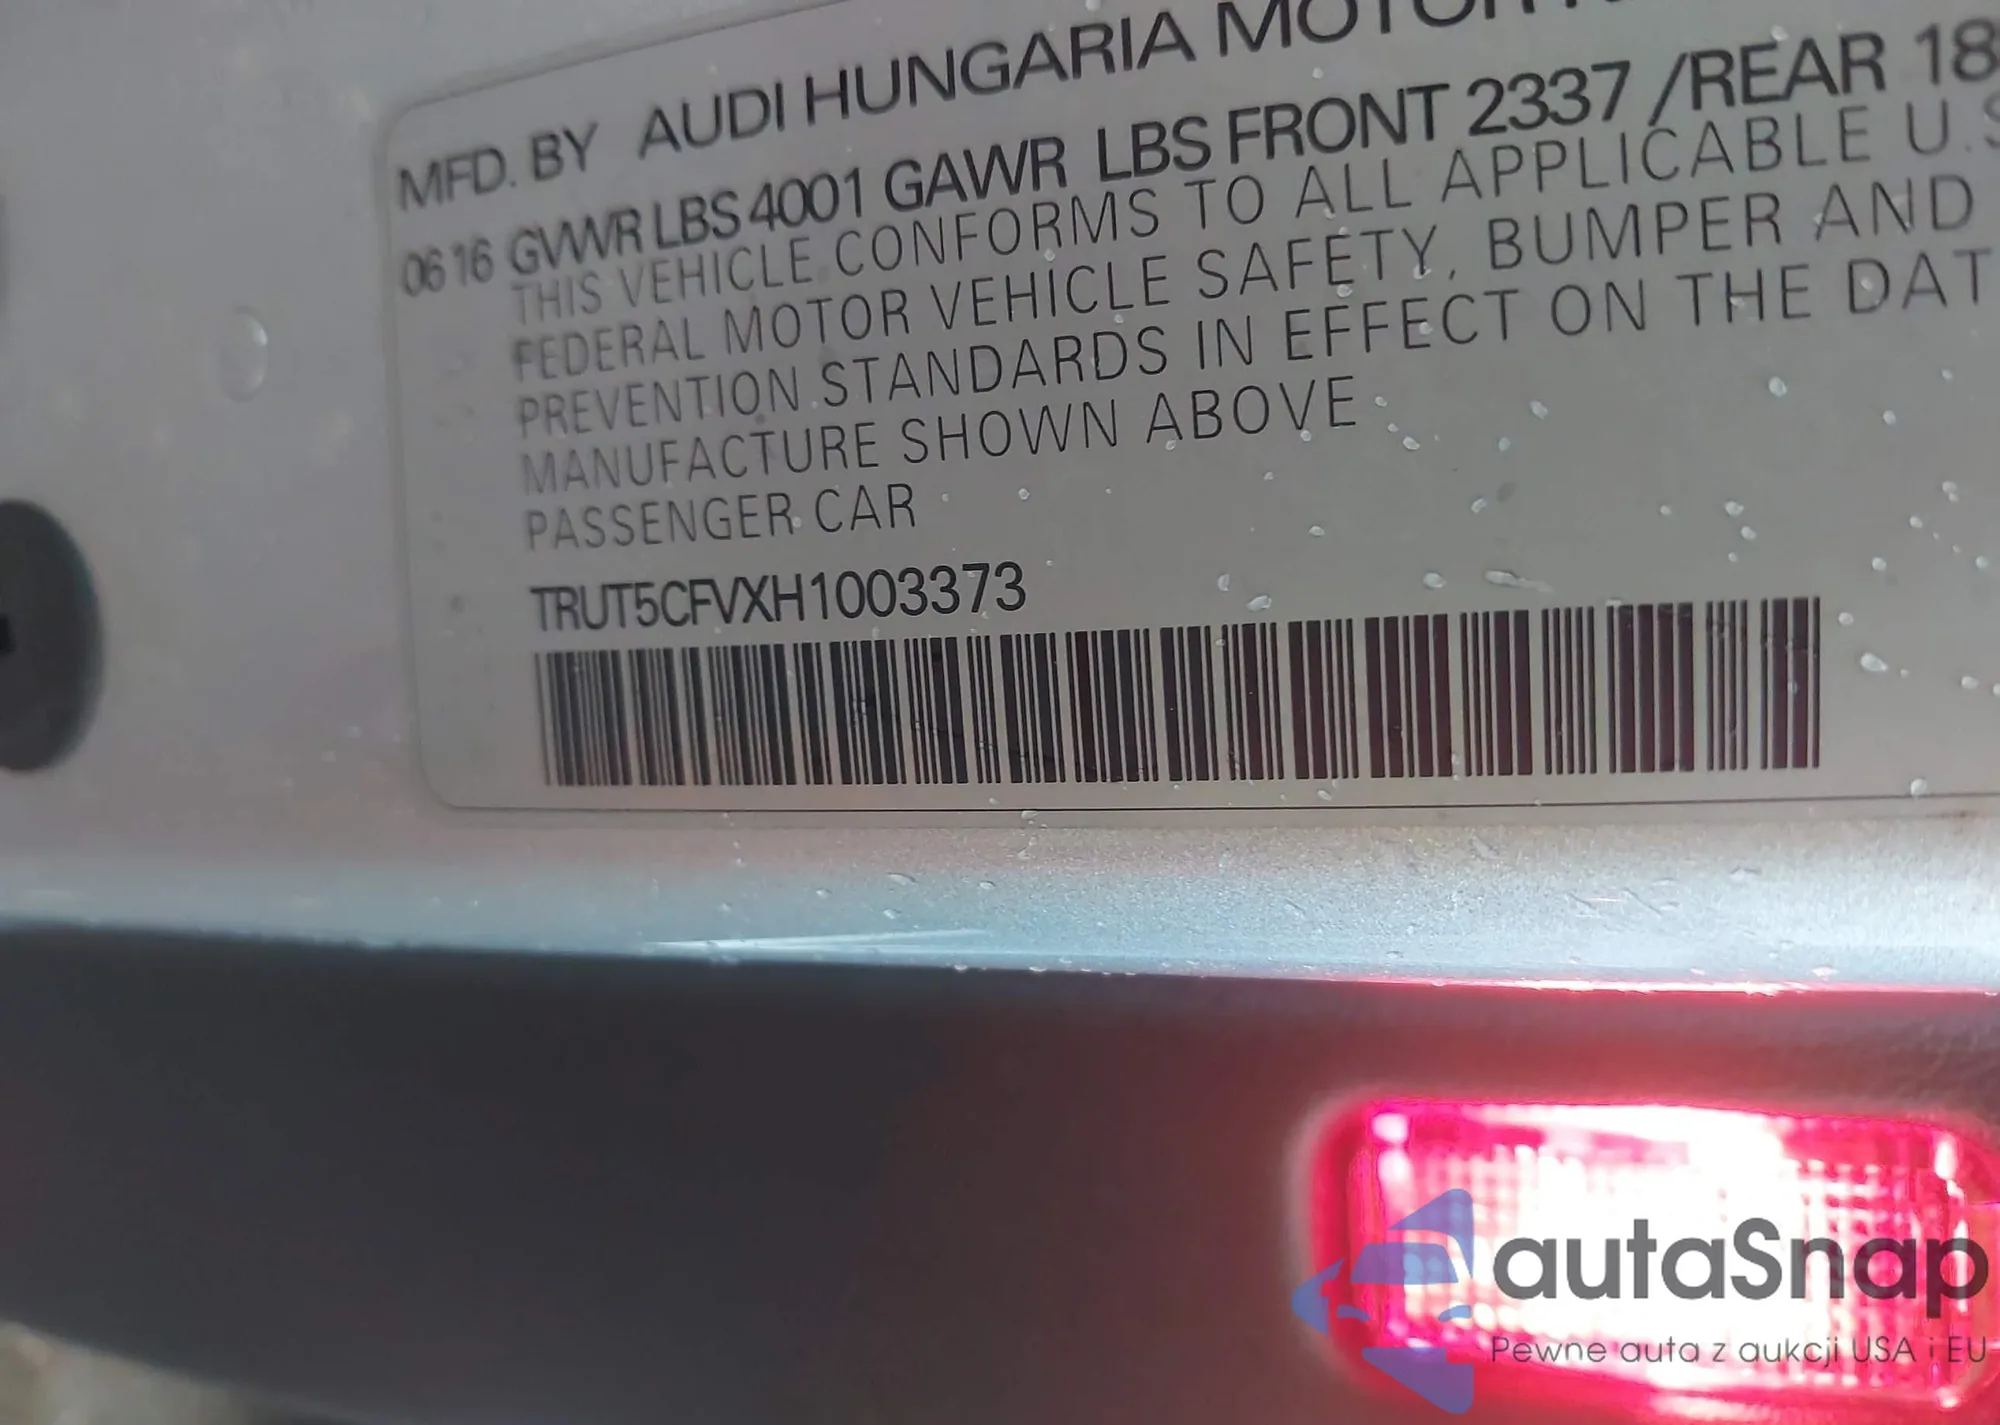 MFD. BY AUDI HUNGARIA
0616 GVWR LBS 4001 GAWR LBS FRONT 2337 /REAR 18
THIS VEHICLE CONFORMS TO ALL APPLICABLE U.S
FEDERAL MOTOR VEHICLE SAFETY, BUMPER AND
PREVENTION STANDARDS IN EFFECT ON THE DAT
MANUFACTURE SHOWN ABOVE
PASSENGER CAR
TRUT5CFVXH1003373
autaSnap
Pewne auta z aukcji USA i EU